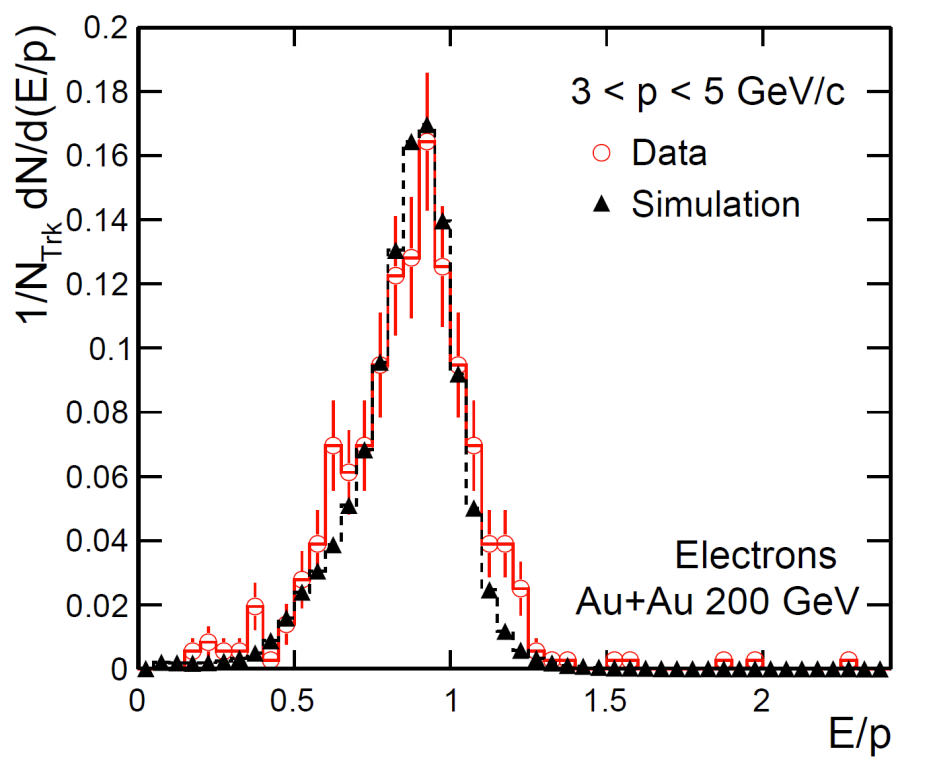 1/N_Trk dN/d(E/p)
0.2
0.18
0.16
0.14
0.12
0.1
0.08
0.06
0.04
0.02
0
3 < p < 5 GeV/c
Data
Simulation
Electrons
Au+Au 200 GeV
0 0.5 1 1.5 2
E/p